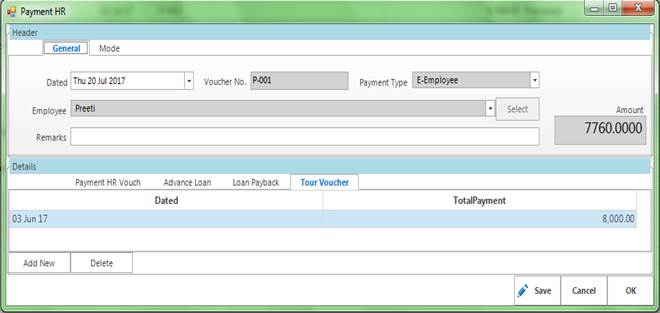 Payment HR
Header
General Mode
Dated Thu 20 Jul 2017 Voucher No. P-001 Payment Type E-Employee
Employee Preeti Select Amount
7760.0000
Remarks
Details
Payment HR Vouch Advance Loan Loan Payback Tour Voucher
Dated TotalPayment
03 Jun 17 8,000.00
Add New Delete
Save Cancel OK